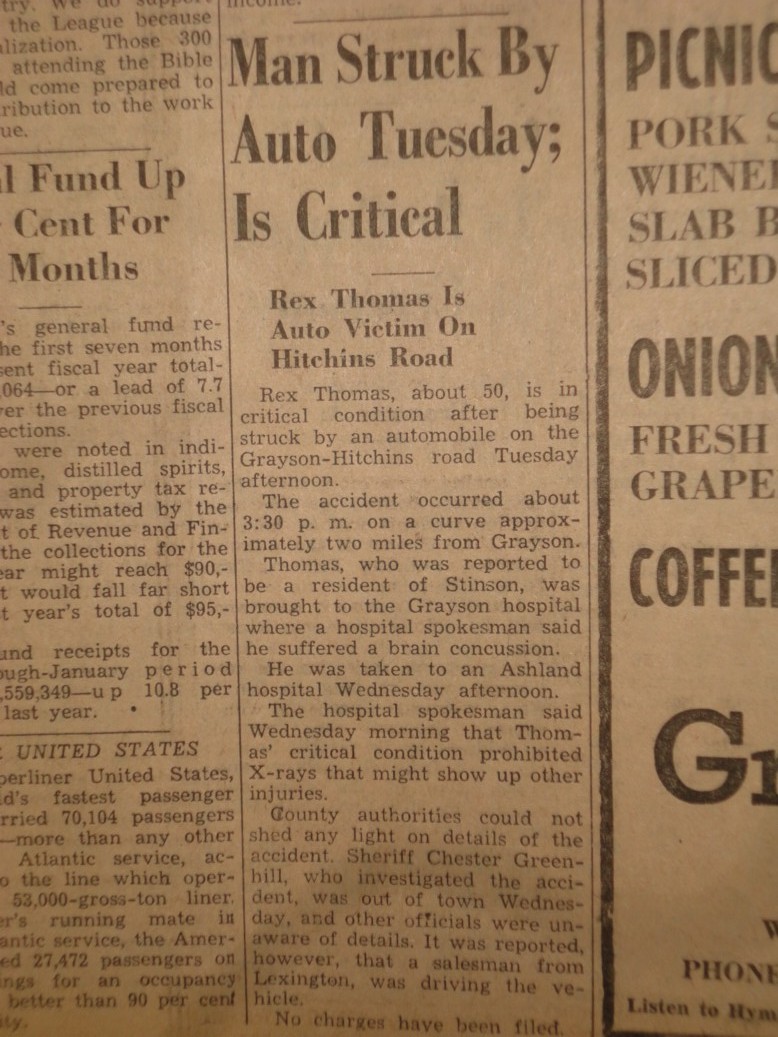 try. We do support
the League because
alization. Those 300
attending the Bible
ld come prepared to
ribution to the work
ue.
l Fund Up
Cent For
Months
's general fund re-
he first seven months
sent fiscal year total-
,064—or a lead of 7.7
er the previous fiscal
ections.
were noted in indi-
ome, distilled spirits,
and property tax re-
was estimated by the
t of Revenue and Fin-
the collections for the
ear might reach $90,-
t would fall far short
t year's total of $95,-
und receipts for the
ough-January period
,559,349—up 10.8 per
last year.
UNITED STATES
perliner United States,
d's fastest passenger
rried 70,104 passengers
—more than any other
Atlantic service, ac-
o the line which oper-
53,000-gross-ton liner.
er's running mate in
antic service, the Amer-
ed 27,472 passengers on
ngs for an occupancy
better than 90 per cent
ity.
income.
Man Struck By
Auto Tuesday;
Is Critical
Rex Thomas Is
Auto Victim On
Hitchins Road
Rex Thomas, about 50, is in
critical condition after being
struck by an automobile on the
Grayson-Hitchins road Tuesday
afternoon.
The accident occurred about
3:30 p. m. on a curve approx-
imately two miles from Grayson.
Thomas, who was reported to
be a resident of Stinson, was
brought to the Grayson hospital
where a hospital spokesman said
he suffered a brain concussion.
He was taken to an Ashland
hospital Wednesday afternoon.
The hospital spokesman said
Wednesday morning that Thom-
as' critical condition prohibited
X-rays that might show up other
injuries.
County authorities could not
shed any light on details of the
accident. Sheriff Chester Green-
hill, who investigated the acci-
dent, was out of town Wednes-
day, and other officials were un-
aware of details. It was reported,
however, that a salesman from
Lexington, was driving the ve-
hicle.
No charges have been filed.
PICNIC
PORK S
WIENE
SLAB B
SLICED
ONION
FRESH
GRAPE
COFFEE
Gr
W
PHONE
Listen to Hym